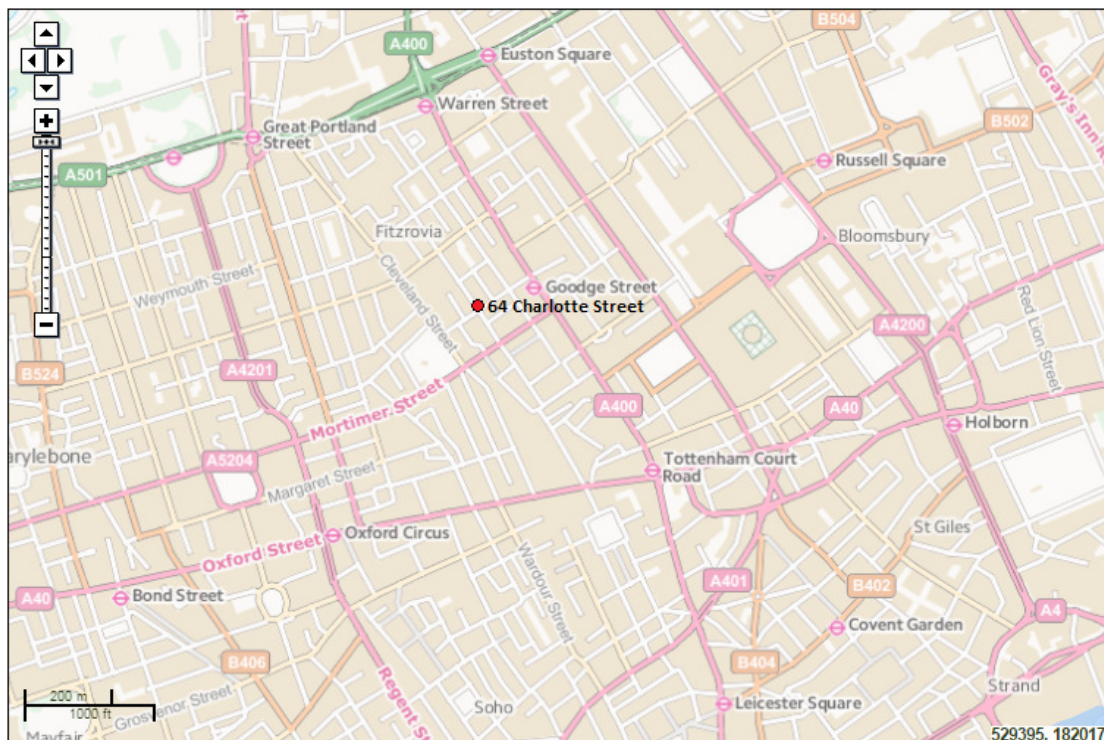 B504
A400
Euston Square
Gray's Inn R
Warren Street
B502
Great Portland
Street
Russell Square
A501
Fitzrovia
Bloomsbury
Weymouth Street
Cleveland Street
Goodge Street
64 Charlotte Street
Red Lion Street
A4200
B524
A4201
A400
A40
Mortimer Street
Holborn
arylebone
A5204
Tottenham Court
Road
Margaret Street
St Giles
Oxford Circus
Oxford Street
Wardour Street
A401
B402
A40
Bond Street
A4
Covent Garden
B406
B404
Regent St
Strand
200 m
1000 ft
Grosvenor Street
Soho
Leicester Square
Mayfair
529395, 182017